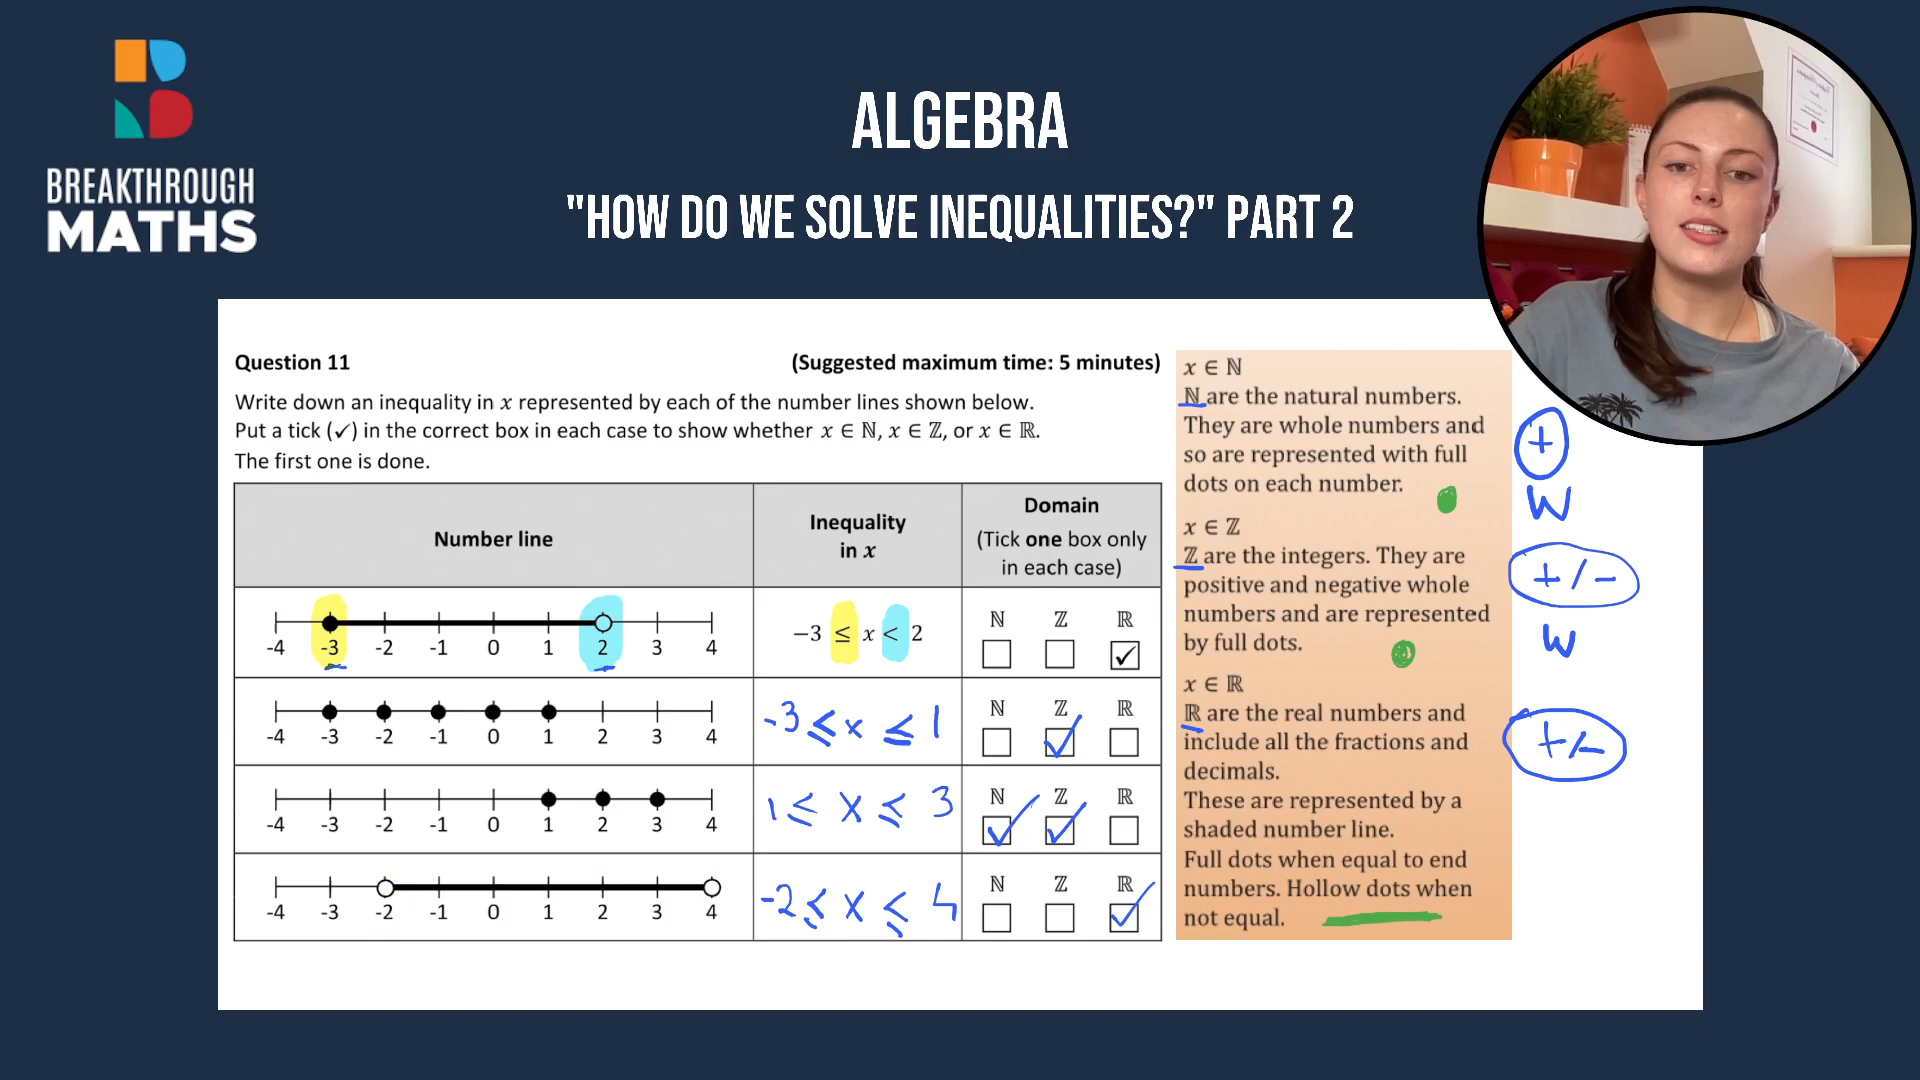 BREAKTHROUGH
MATHS
ALGEBRA
"HOW DO WE SOLVE INEQUALITIES?" PART 2
Question 11 (Suggested maximum time: 5 minutes)
Write down an inequality in x represented by each of the number lines shown below.
Put a tick (✓) in the correct box in each case to show whether x ∈ ℕ, x ∈ ℤ, or x ∈ ℝ.
The first one is done.
Number line
Inequality
in x
Domain
(Tick one box only
in each case)
-4 -3 -2 -1 0 1 2 3 4
−3 ≤ x < 2
ℕ ℤ ℝ
✓
-4 -3 -2 -1 0 1 2 3 4
-3 ≤ x ≤ 1
ℕ ℤ ℝ
✓
-4 -3 -2 -1 0 1 2 3 4
1 ≤ x ≤ 3
ℕ ℤ ℝ
✓ ✓
-4 -3 -2 -1 0 1 2 3 4
-2 ≤ x ≤ 4
ℕ ℤ ℝ
✓
x ∈ ℕ
ℕ are the natural numbers.
They are whole numbers and
so are represented with full
dots on each number.
x ∈ ℤ
ℤ are the integers. They are
positive and negative whole
numbers and are represented
by full dots.
x ∈ ℝ
ℝ are the real numbers and
include all the fractions and
decimals.
These are represented by a
shaded number line.
Full dots when equal to end
numbers. Hollow dots when
not equal.
+
W
+/-
W
+/-